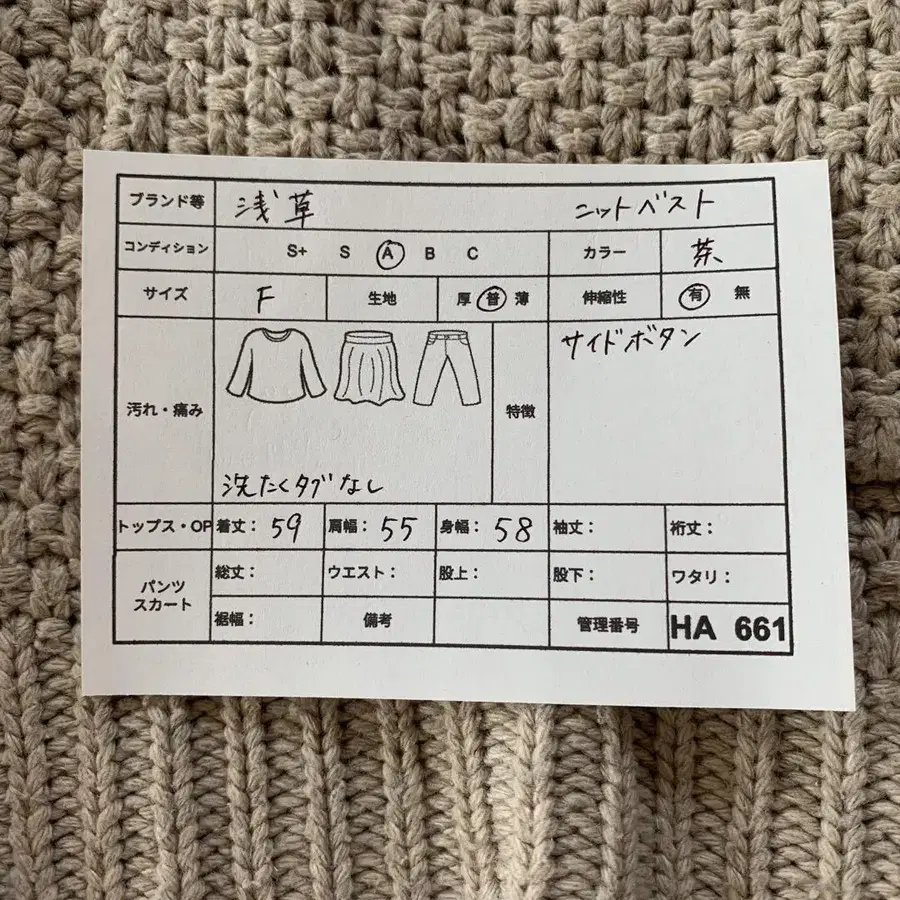 ブランド等 浅草 ニットベスト
コンディション S+ S A B C カラー 茶
サイズ F 生地 厚 普 薄 伸縮性 有 無
汚れ・痛み 洗たくタグなし 特徴 サイドボタン
トップス・OP 着丈: 59 肩幅: 55 身幅: 58 袖丈: 裄丈:
パンツ スカート 総丈: ウエスト: 股上: 股下: ワタリ:
裾幅: 備考 管理番号 HA 661